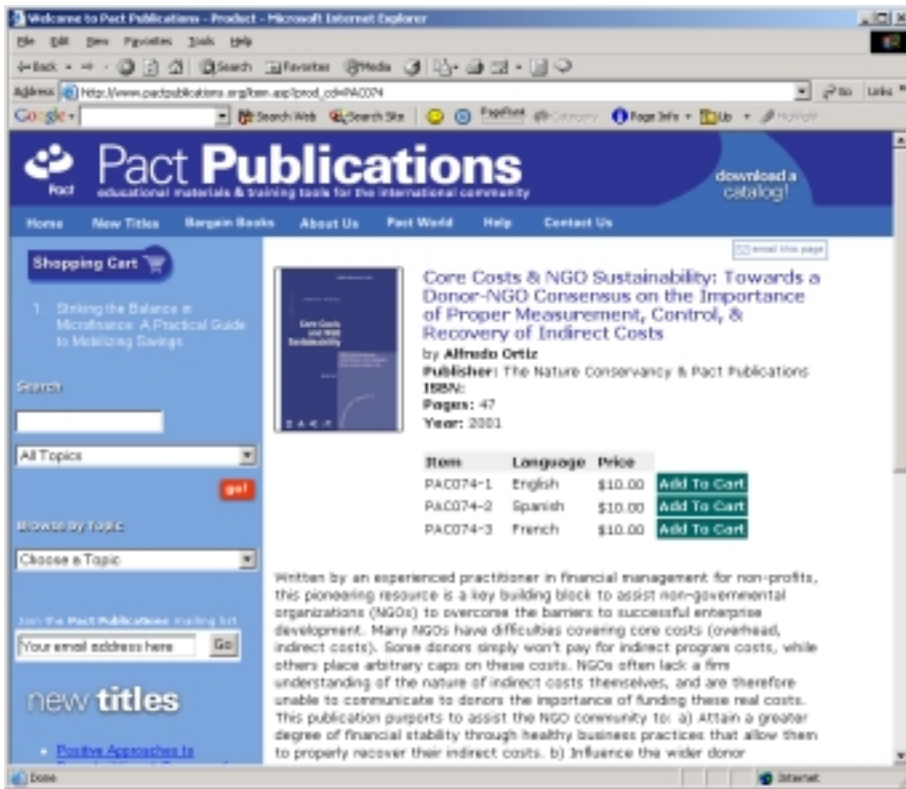 Welcome to Pact Publications - Product - Microsoft Internet Explorer
File Edit View Favorites Tools Help
Back Search Favorites Media
Address http://www.pactpublications.org/item.asp?prod_cd=PAC074 Go Links
Google Search Web Search Site PageRank Page Info Up Highlight
Pact
Pact Publications
educational materials & training tools for the international community
download a
catalog!
Home New Titles Bargain Books About Us Pact World Help Contact Us
email this page
Shopping Cart
1. Striking the Balance in
Microfinance: A Practical Guide
to Mobilizing Savings
Search
All Topics
go!
Browse by Topic
Choose a Topic
Join the Pact Publications mailing list
Your email address here Go
new titles
Positive Approaches to
Core Costs
and NGO
Sustainability
PACT
Core Costs & NGO Sustainability: Towards a
Donor-NGO Consensus on the Importance
of Proper Measurement, Control, &
Recovery of Indirect Costs
by Alfredo Ortiz
Publisher: The Nature Conservancy & Pact Publications
ISBN:
Pages: 47
Year: 2001
Item Language Price
PAC074-1 English $10.00 Add To Cart
PAC074-2 Spanish $10.00 Add To Cart
PAC074-3 French $10.00 Add To Cart
Written by an experienced practitioner in financial management for non-profits,
this pioneering resource is a key building block to assist non-governmental
organizations (NGOs) to overcome the barriers to successful enterprise
development. Many NGOs have difficulties covering core costs (overhead,
indirect costs). Some donors simply won't pay for indirect program costs, while
others place arbitrary caps on these costs. NGOs often lack a firm
understanding of the nature of indirect costs themselves, and are therefore
unable to communicate to donors the importance of funding these real costs.
This publication purports to assist the NGO community to: a) Attain a greater
degree of financial stability through healthy business practices that allow them
to properly recover their indirect costs. b) Influence the wider donor
Done Internet